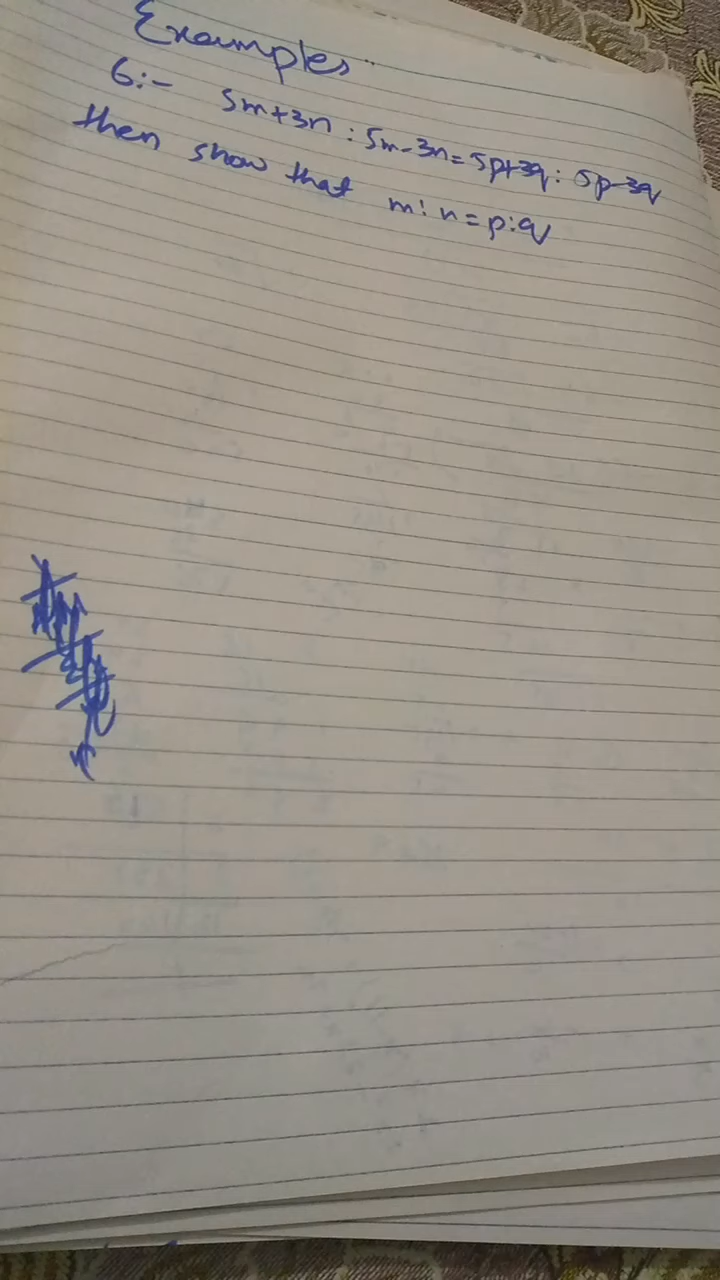 Examples
6:- 5m+3n : 5m-3n = 5p+3q : 5p-3q
then show that m:n = p:q